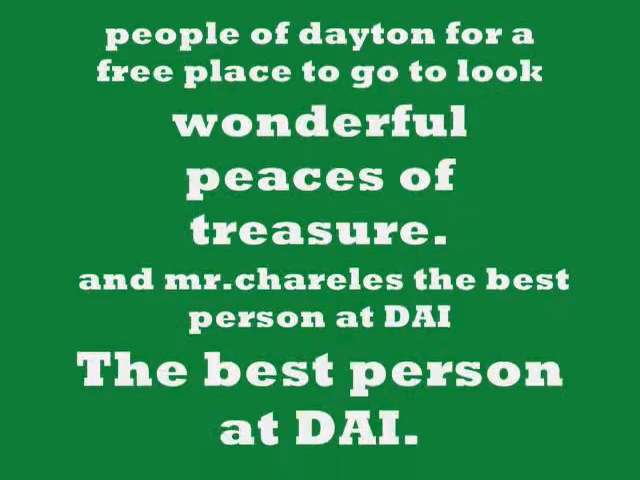 people of dayton for a
free place to go to look
wonderful
peaces of
treasure.
and mr.chareles the best
person at DAI
The best person
at DAI.